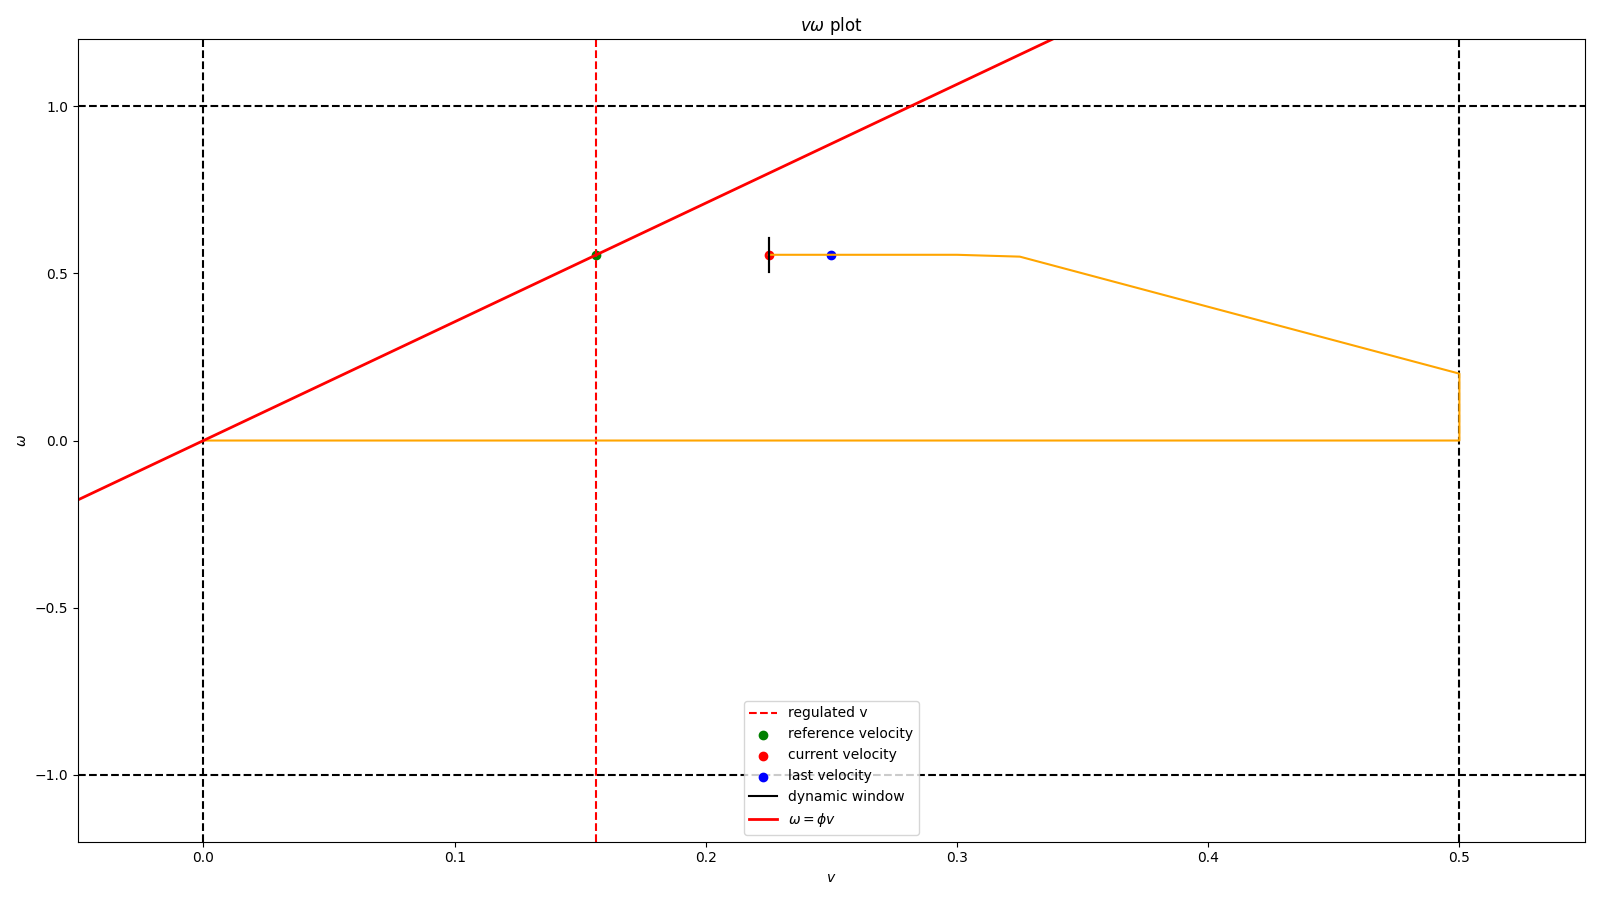 vω plot
1.0
0.5
0.0
−0.5
−1.0
ω
0.0 0.1 0.2 0.3 0.4 0.5
v
regulated v
reference velocity
current velocity
last velocity
dynamic window
ω = ϕv